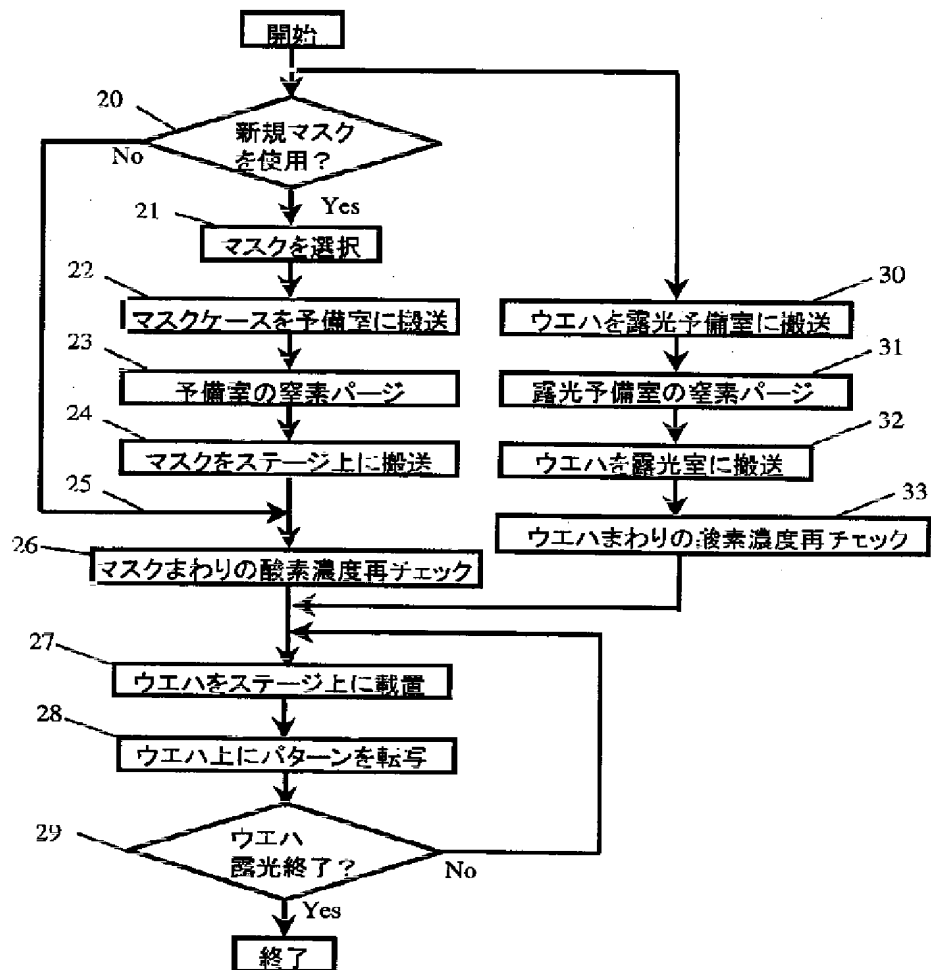 開始
20
新規マスク
を使用？
No
Yes
21
マスクを選択
22
マスクケースを予備室に搬送
23
予備室の窒素パージ
24
マスクをステージ上に搬送
25
26
マスクまわりの酸素濃度再チェック
30
ウエハを露光予備室に搬送
31
露光予備室の窒素パージ
32
ウエハを露光室に搬送
33
ウエハまわりの酸素濃度再チェック
27
ウエハをステージ上に載置
28
ウエハ上にパターンを転写
29
ウエハ
露光終了？
No
Yes
終了